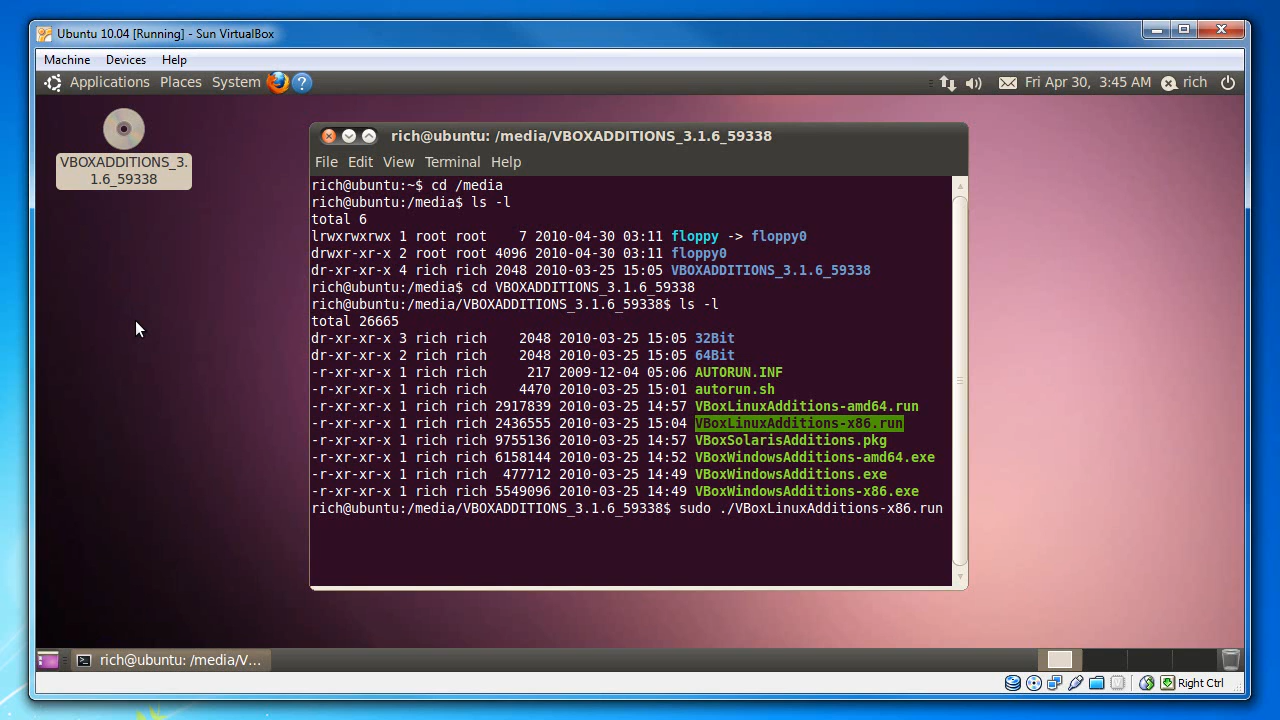 Ubuntu 10.04 [Running] - Sun VirtualBox
Machine Devices Help
Applications Places System ? Fri Apr 30, 3:45 AM rich
VBOXADDITIONS_3.
1.6_59338
rich@ubuntu: /media/VBOXADDITIONS_3.1.6_59338
File Edit View Terminal Help
rich@ubuntu:~$ cd /media
rich@ubuntu:/media$ ls -l
total 6
lrwxrwxrwx 1 root root    7 2010-04-30 03:11 floppy -> floppy0
drwxr-xr-x 2 root root 4096 2010-04-30 03:11 floppy0
dr-xr-xr-x 4 rich rich 2048 2010-03-25 15:05 VBOXADDITIONS_3.1.6_59338
rich@ubuntu:/media$ cd VBOXADDITIONS_3.1.6_59338
rich@ubuntu:/media/VBOXADDITIONS_3.1.6_59338$ ls -l
total 26665
dr-xr-xr-x 3 rich rich    2048 2010-03-25 15:05 32Bit
dr-xr-xr-x 2 rich rich    2048 2010-03-25 15:05 64Bit
-r-xr-xr-x 1 rich rich     217 2009-12-04 05:06 AUTORUN.INF
-r-xr-xr-x 1 rich rich    4470 2010-03-25 15:01 autorun.sh
-r-xr-xr-x 1 rich rich 2917839 2010-03-25 14:57 VBoxLinuxAdditions-amd64.run
-r-xr-xr-x 1 rich rich 2436555 2010-03-25 15:04 VBoxLinuxAdditions-x86.run
-r-xr-xr-x 1 rich rich 9755136 2010-03-25 14:57 VBoxSolarisAdditions.pkg
-r-xr-xr-x 1 rich rich 6158144 2010-03-25 14:52 VBoxWindowsAdditions-amd64.exe
-r-xr-xr-x 1 rich rich  477712 2010-03-25 14:49 VBoxWindowsAdditions.exe
-r-xr-xr-x 1 rich rich 5549096 2010-03-25 14:49 VBoxWindowsAdditions-x86.exe
rich@ubuntu:/media/VBOXADDITIONS_3.1.6_59338$ sudo ./VBoxLinuxAdditions-x86.run
rich@ubuntu: /media/V...
Right Ctrl